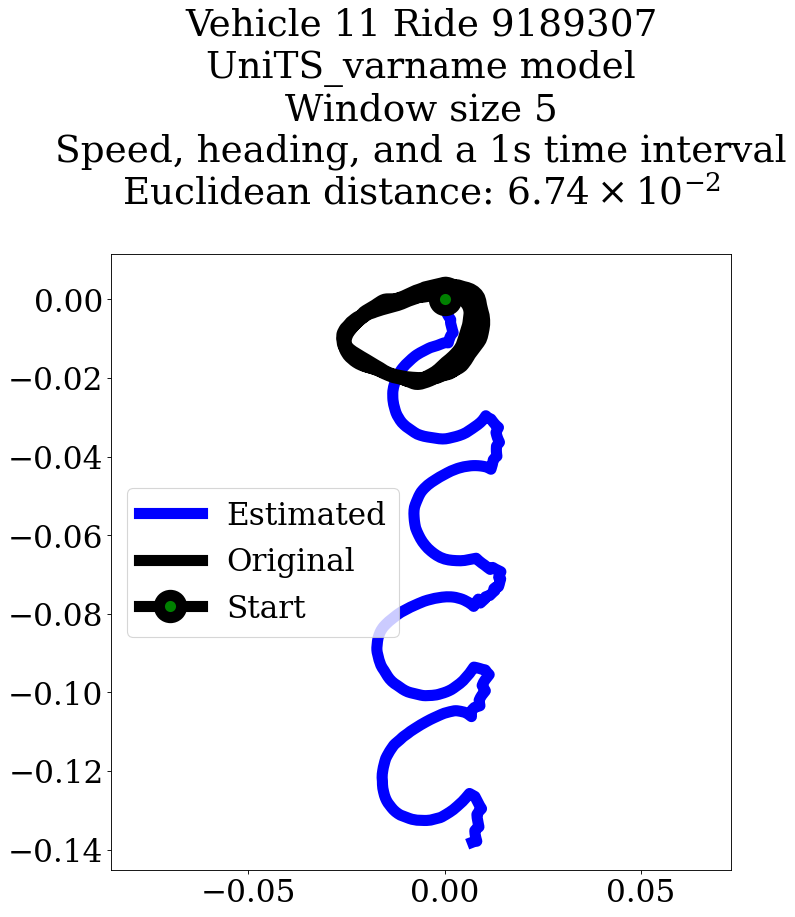 Vehicle 11 Ride 9189307
UniTS_varname model
Window size 5
Speed, heading, and a 1s time interval
Euclidean distance: 6.74 × 10⁻²
0.00
−0.02
−0.04
−0.06
−0.08
−0.10
−0.12
−0.14
Estimated
Original
Start
−0.05
0.00
0.05